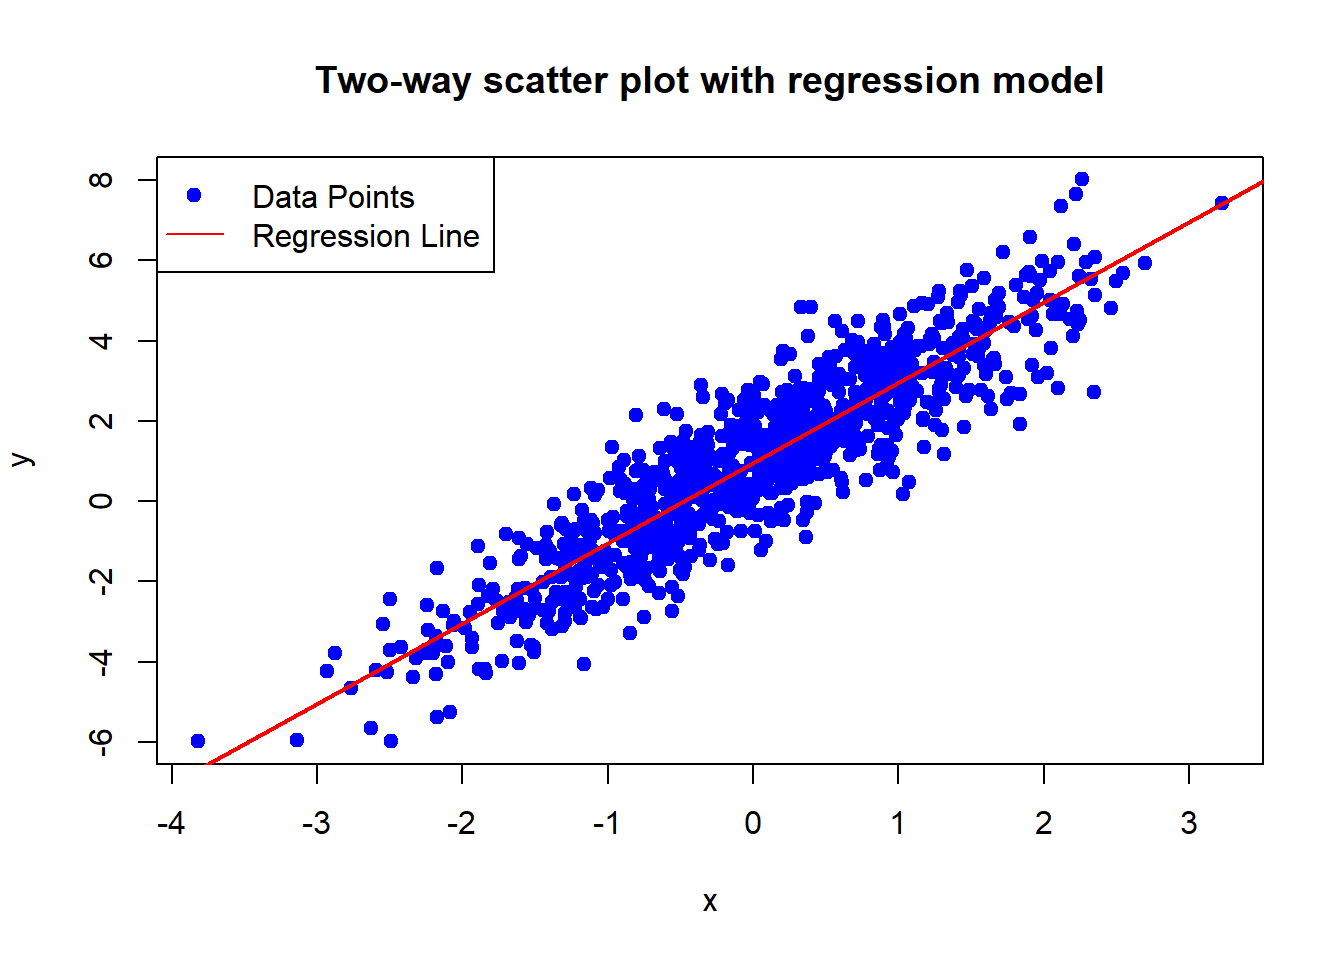 Two-way scatter plot with regression model
Data Points
Regression Line
y
8
6
4
2
0
-2
-4
-6
-4 -3 -2 -1 0 1 2 3
x